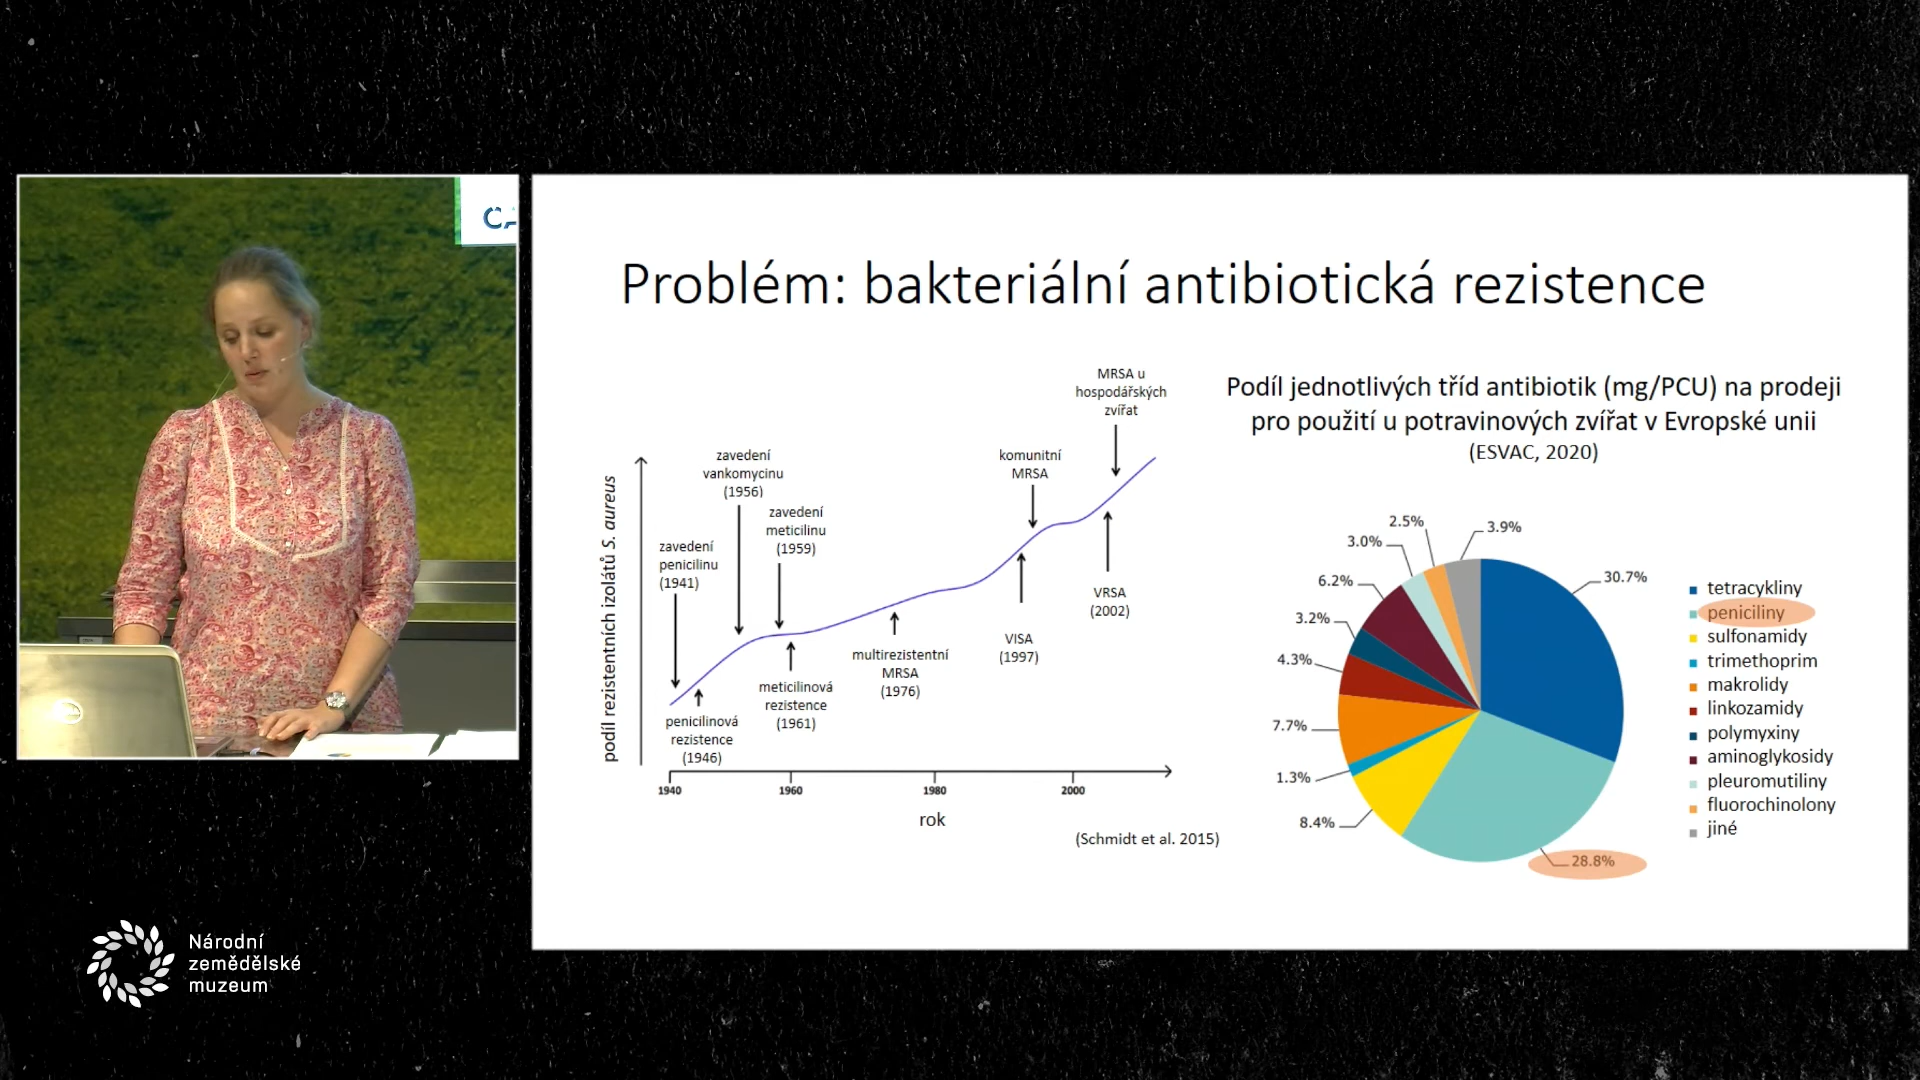 Problém: bakteriální antibiotická rezistence
podíl rezistentních izolátů S. aureus
zavedení
penicilinu
(1941)
zavedení
vankomycinu
(1956)
zavedení
meticilinu
(1959)
komunitní
MRSA
MRSA u
hospodářských
zvířat
penicilinová
rezistence
(1946)
meticilinová
rezistence
(1961)
multirezistentní
MRSA
(1976)
VISA
(1997)
VRSA
(2002)
1940
1960
1980
2000
rok
(Schmidt et al. 2015)
Podíl jednotlivých tříd antibiotik (mg/PCU) na prodeji
pro použití u potravinových zvířat v Evropské unii
(ESVAC, 2020)
2.5%
3.9%
3.0%
6.2%
30.7%
3.2%
4.3%
7.7%
1.3%
8.4%
28.8%
tetracykliny
peniciliny
sulfonamidy
trimethoprim
makrolidy
linkozamidy
polymyxiny
aminoglykosidy
pleuromutiliny
fluorochinolony
jiné
Národní
zemědělské
muzeum